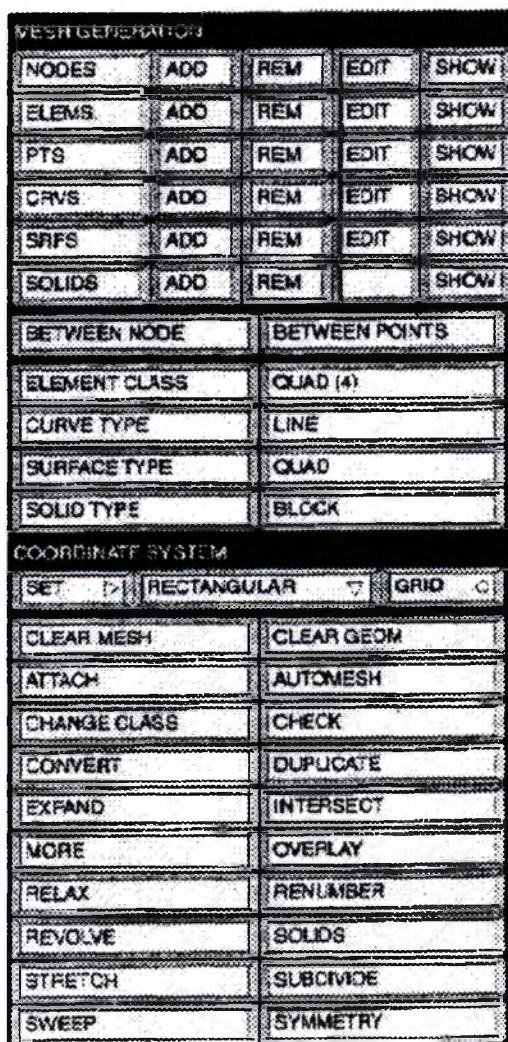 MESH GENERATION
NODES ADD REM EDIT SHOW
ELEMS ADD REM EDIT SHOW
PTS ADD REM EDIT SHOW
CRVS ADD REM EDIT SHOW
SRFS ADD REM EDIT SHOW
SOLIDS ADD REM SHOW
BETWEEN NODE BETWEEN POINTS
ELEMENT CLASS QUAD (4)
CURVE TYPE LINE
SURFACE TYPE QUAD
SOLID TYPE BLOCK
COORDINATE SYSTEM
SET RECTANGULAR GRID
CLEAR MESH CLEAR GEOM
ATTACH AUTOMESH
CHANGE CLASS CHECK
CONVERT DUPLICATE
EXPAND INTERSECT
MORE OVERLAY
RELAX RENUMBER
REVOLVE SOLIDS
STRETCH SUBDIVIDE
SWEEP SYMMETRY